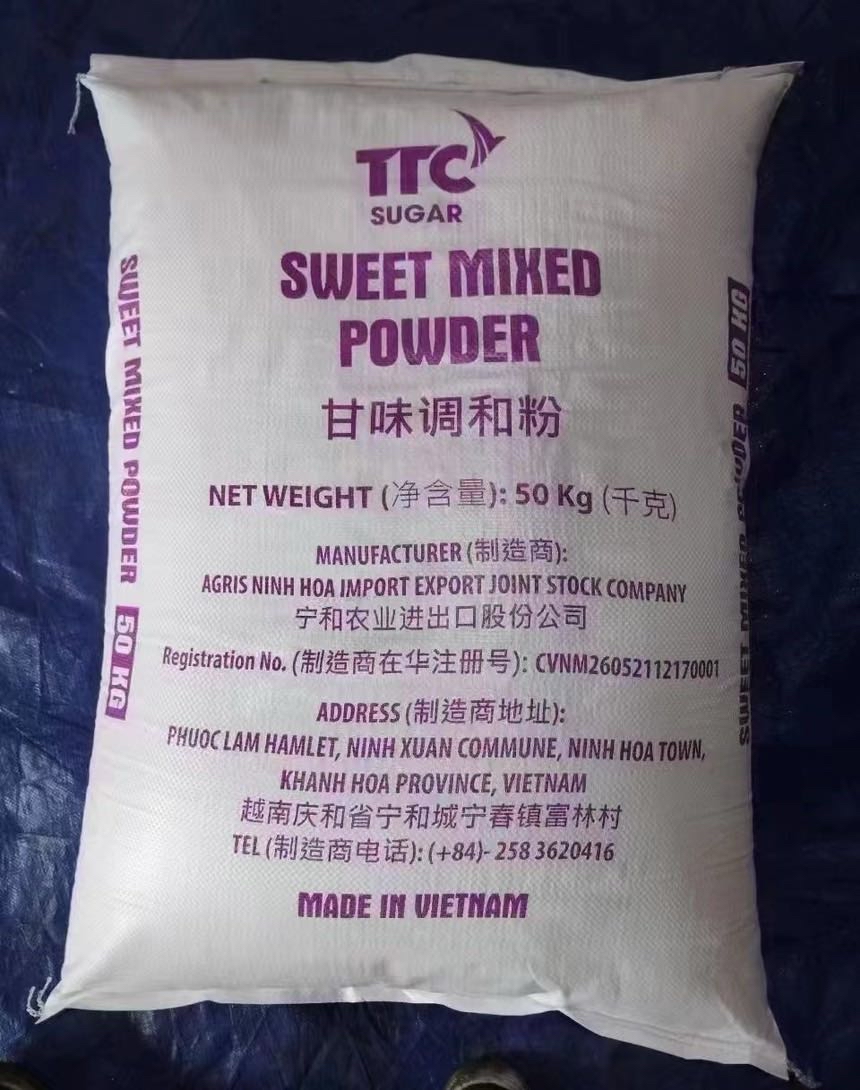 TTC
SUGAR
SWEET MIXED
POWDER
甘味调和粉
NET WEIGHT (净含量): 50 Kg (千克)
MANUFACTURER (制造商):
AGRIS NINH HOA IMPORT EXPORT JOINT STOCK COMPANY
宁和农业进出口股份公司
Registration No. (制造商在华注册号): CVNM26052112170001
ADDRESS (制造商地址):
PHUOC LAM HAMLET, NINH XUAN COMMUNE, NINH HOA TOWN,
KHANH HOA PROVINCE, VIETNAM
越南庆和省宁和城宁春镇富林村
TEL (制造商电话): (+84)- 258 3620416
MADE IN VIETNAM
SWEET MIXED POWDER 50 KG
SWEET MIXED POWDER 50 KG